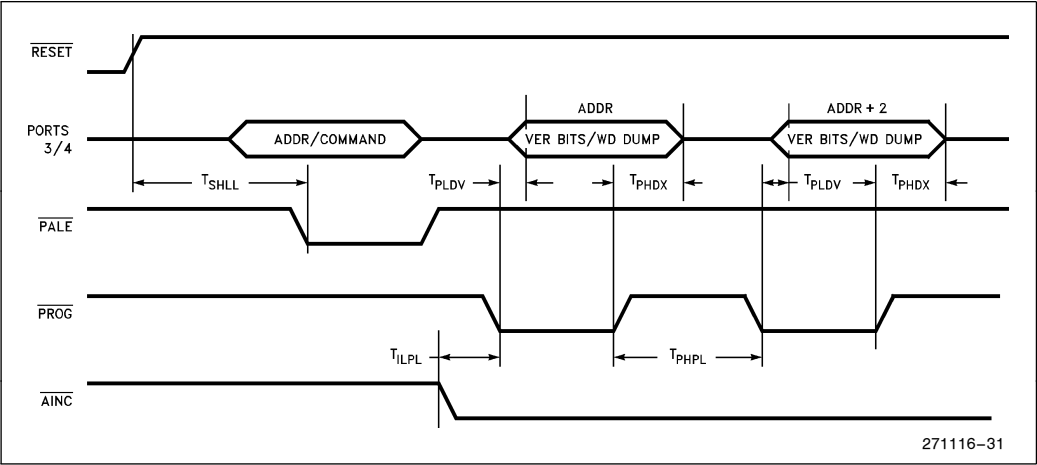 RESET
ADDR
ADDR + 2
PORTS
3/4
ADDR/COMMAND
VER BITS/WD DUMP
VER BITS/WD DUMP
TSHLL
TPLDV
TPHDX
TPLDV
TPHDX
PALE
PROG
TILPL
TPHPL
AINC
271116-31